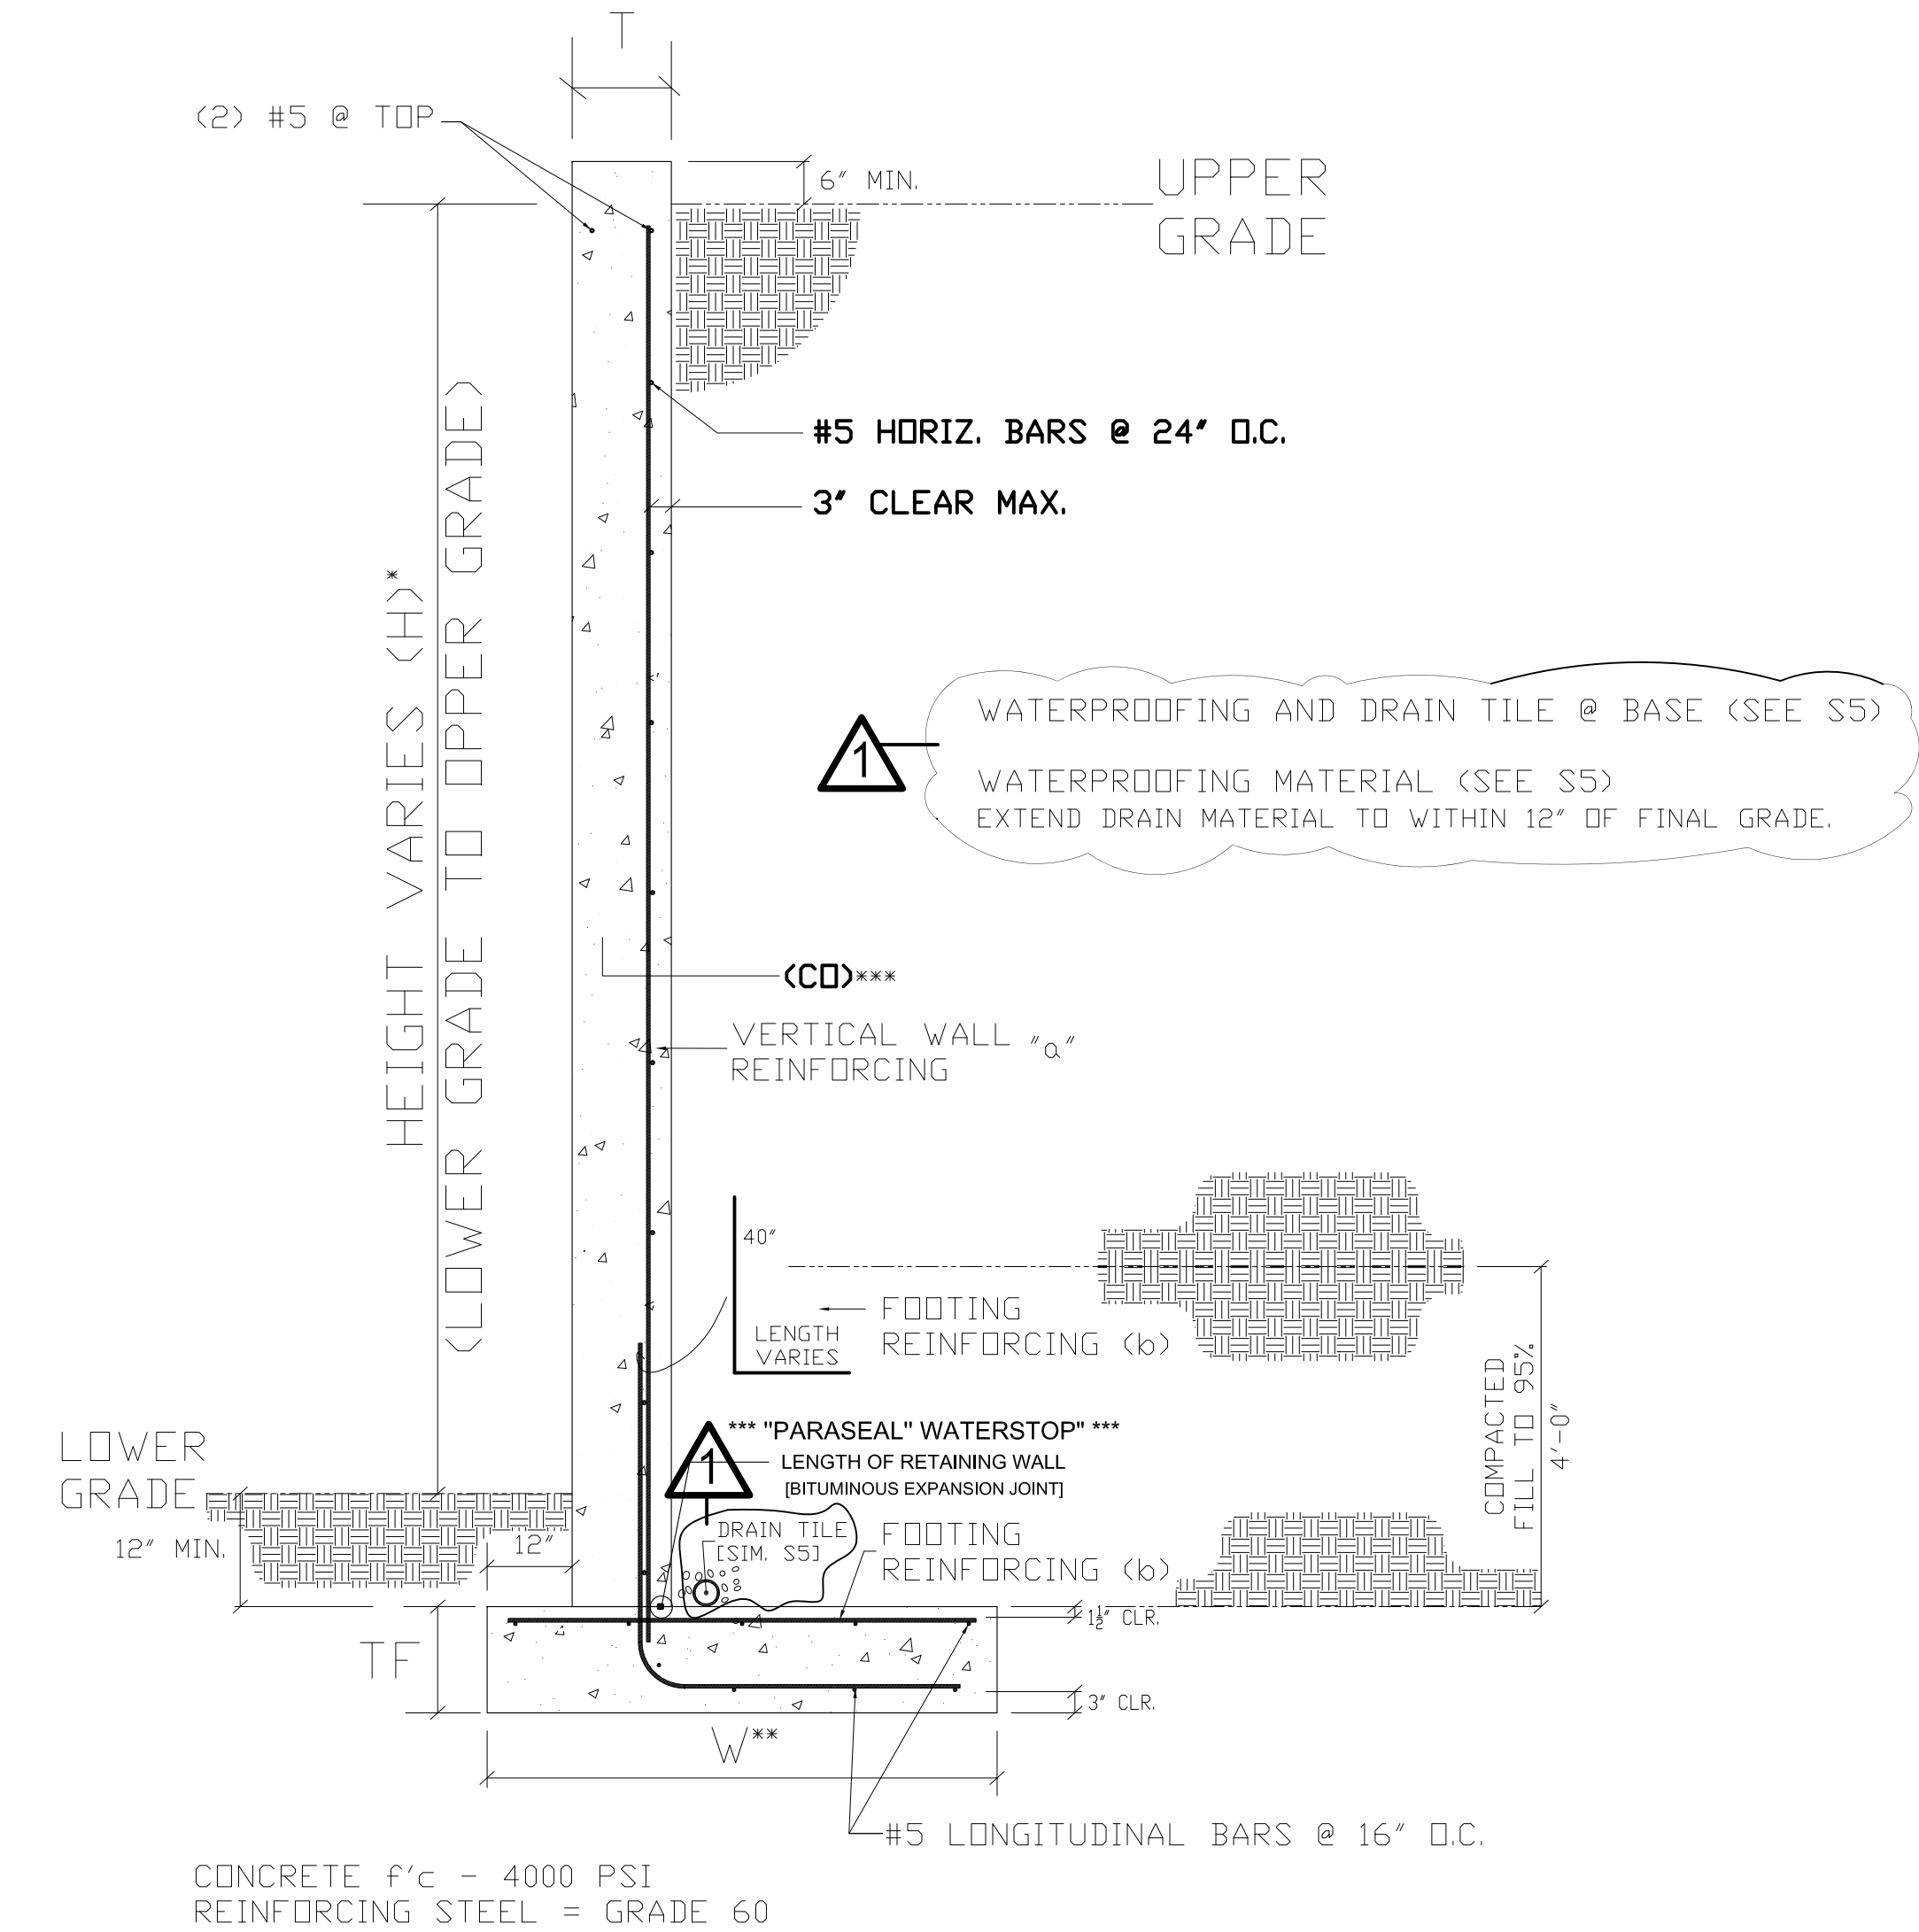 T
(2) #5 @ TOP
6" MIN.
UPPER
GRADE
#5 HORIZ. BARS @ 24" O.C.
3" CLEAR MAX.
HEIGHT VARIES (H)*
(LOWER GRADE TO UPPER GRADE)
1
WATERPROOFING AND DRAIN TILE @ BASE (SEE S5)
WATERPROOFING MATERIAL (SEE S5)
EXTEND DRAIN MATERIAL TO WITHIN 12" OF FINAL GRADE.
(CO)***
VERTICAL WALL "a"
REINFORCING
40"
LENGTH
VARIES
FOOTING
REINFORCING (b)
COMPACTED
FILL TO 95%
4'-0"
*** "PARASEAL" WATERSTOP" ***
LENGTH OF RETAINING WALL
[BITUMINOUS EXPANSION JOINT]
1
LOWER
GRADE
12" MIN.
12"
DRAIN TILE
[SIM. S5]
FOOTING
REINFORCING (b)
1½" CLR.
TF
3" CLR.
W**
#5 LONGITUDINAL BARS @ 16" O.C.
CONCRETE f'c - 4000 PSI
REINFORCING STEEL = GRADE 60